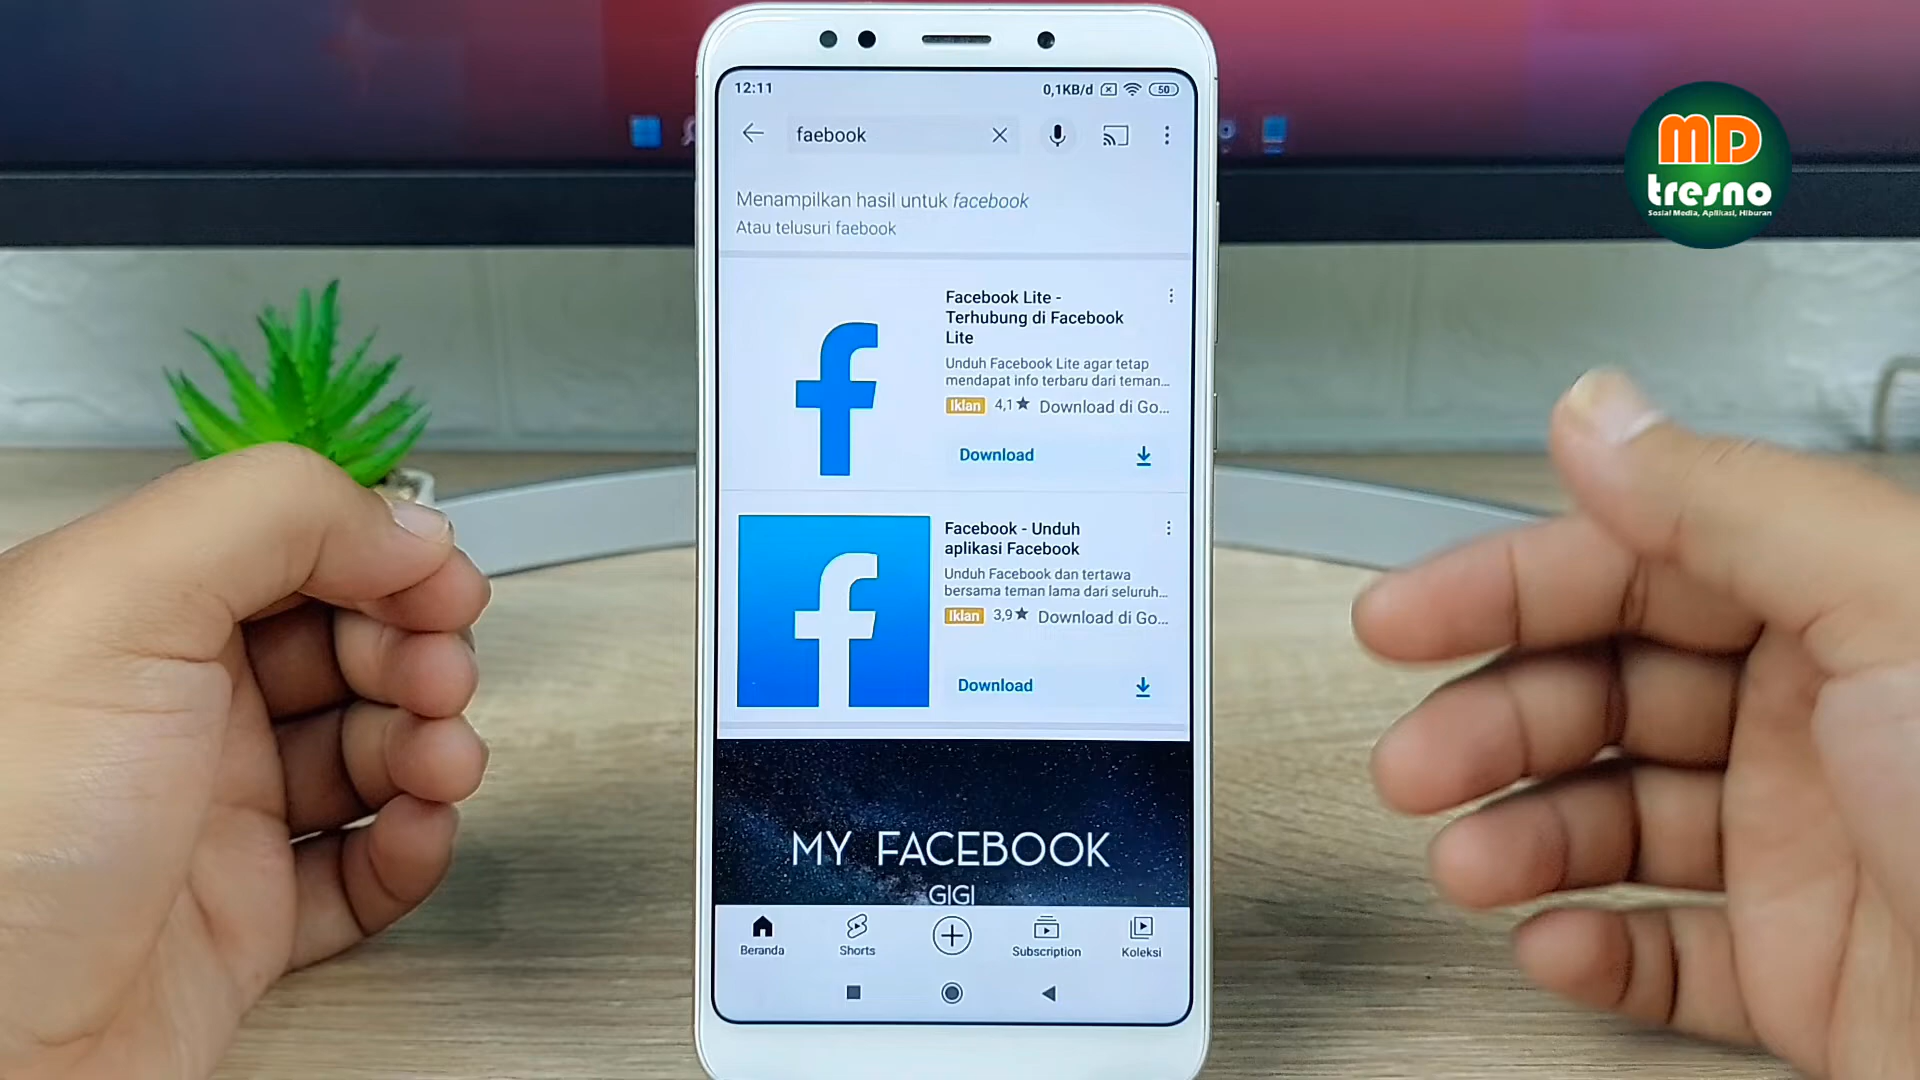 12:11
0,1KB/d
50
faebook
Menampilkan hasil untuk facebook
Atau telusuri faebook
Facebook Lite -
Terhubung di Facebook
Lite
Unduh Facebook Lite agar tetap
mendapat info terbaru dari teman...
Iklan 4,1★ Download di Go...
Download
Facebook - Unduh
aplikasi Facebook
Unduh Facebook dan tertawa
bersama teman lama dari seluruh...
Iklan 3,9★ Download di Go...
Download
MY FACEBOOK
GIGI
Beranda
Shorts
Subscription
Koleksi
MD
tresno
Sosial Media, Aplikasi, Hiburan